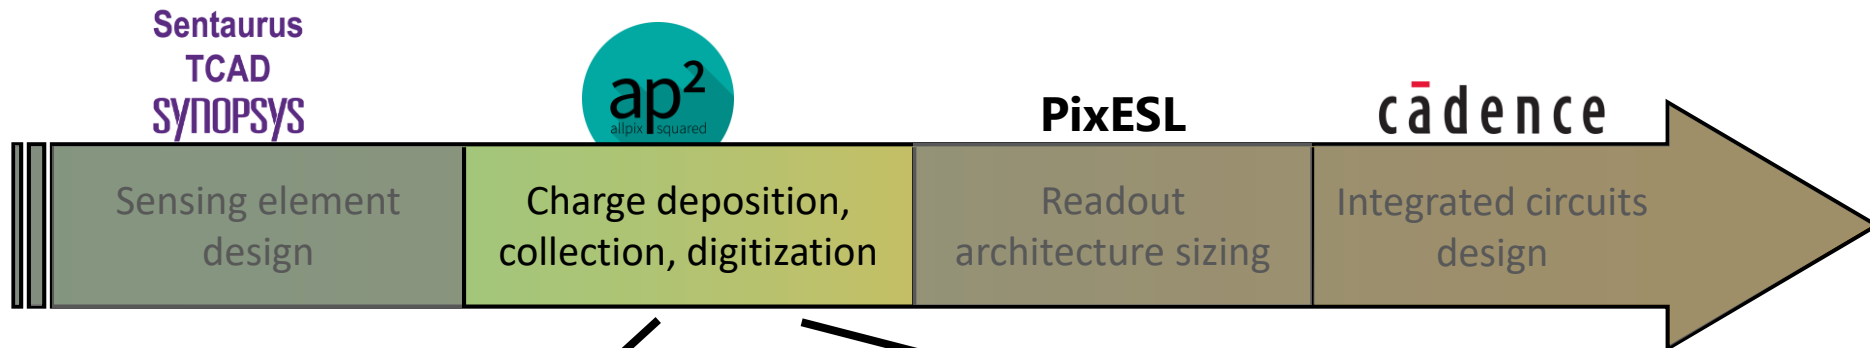 Sentaurus
TCAD
SYNOPSYS
ap²
allpix squared
PixESL
cādence
Sensing element
design
Charge deposition,
collection, digitization
Readout
architecture sizing
Integrated circuits
design